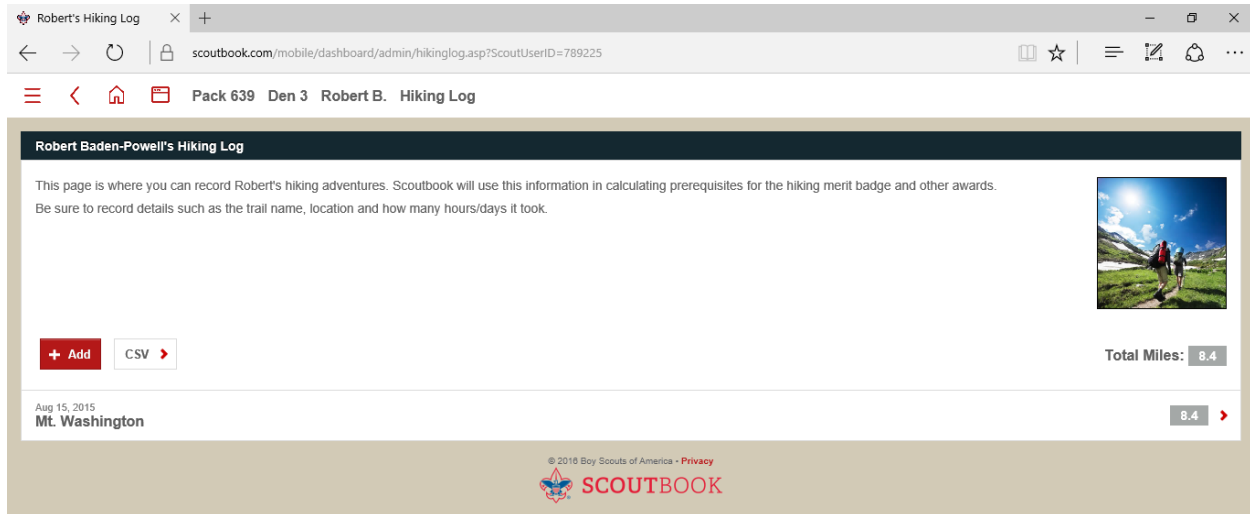 Robert's Hiking Log
scoutbook.com/mobile/dashboard/admin/hikinglog.asp?ScoutUserID=789225
Pack 639 Den 3 Robert B. Hiking Log
Robert Baden-Powell's Hiking Log
This page is where you can record Robert's hiking adventures. Scoutbook will use this information in calculating prerequisites for the hiking merit badge and other awards.
Be sure to record details such as the trail name, location and how many hours/days it took.
+ Add CSV Total Miles: 8.4
Aug 15, 2015
Mt. Washington 8.4
© 2016 Boy Scouts of America - Privacy
SCOUTBOOK